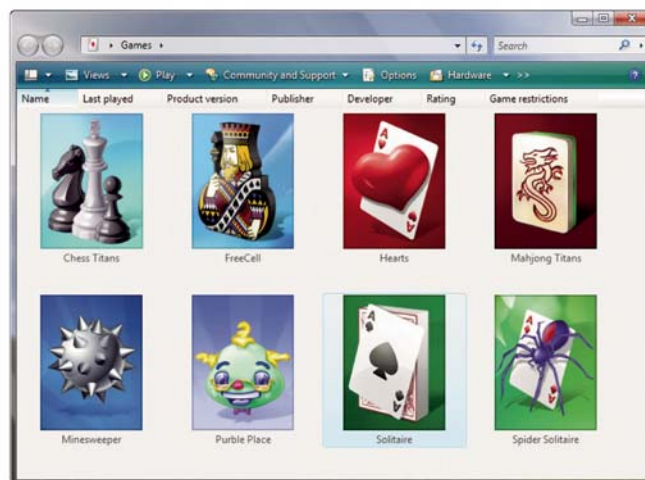 Games
Search
Views Play Community and Support Options Hardware >> ?
Name Last played Product version Publisher Developer Rating Game restrictions
Chess Titans FreeCell Hearts Mahjong Titans
Minesweeper Purble Place Solitaire Spider Solitaire
A
A
A
A
A